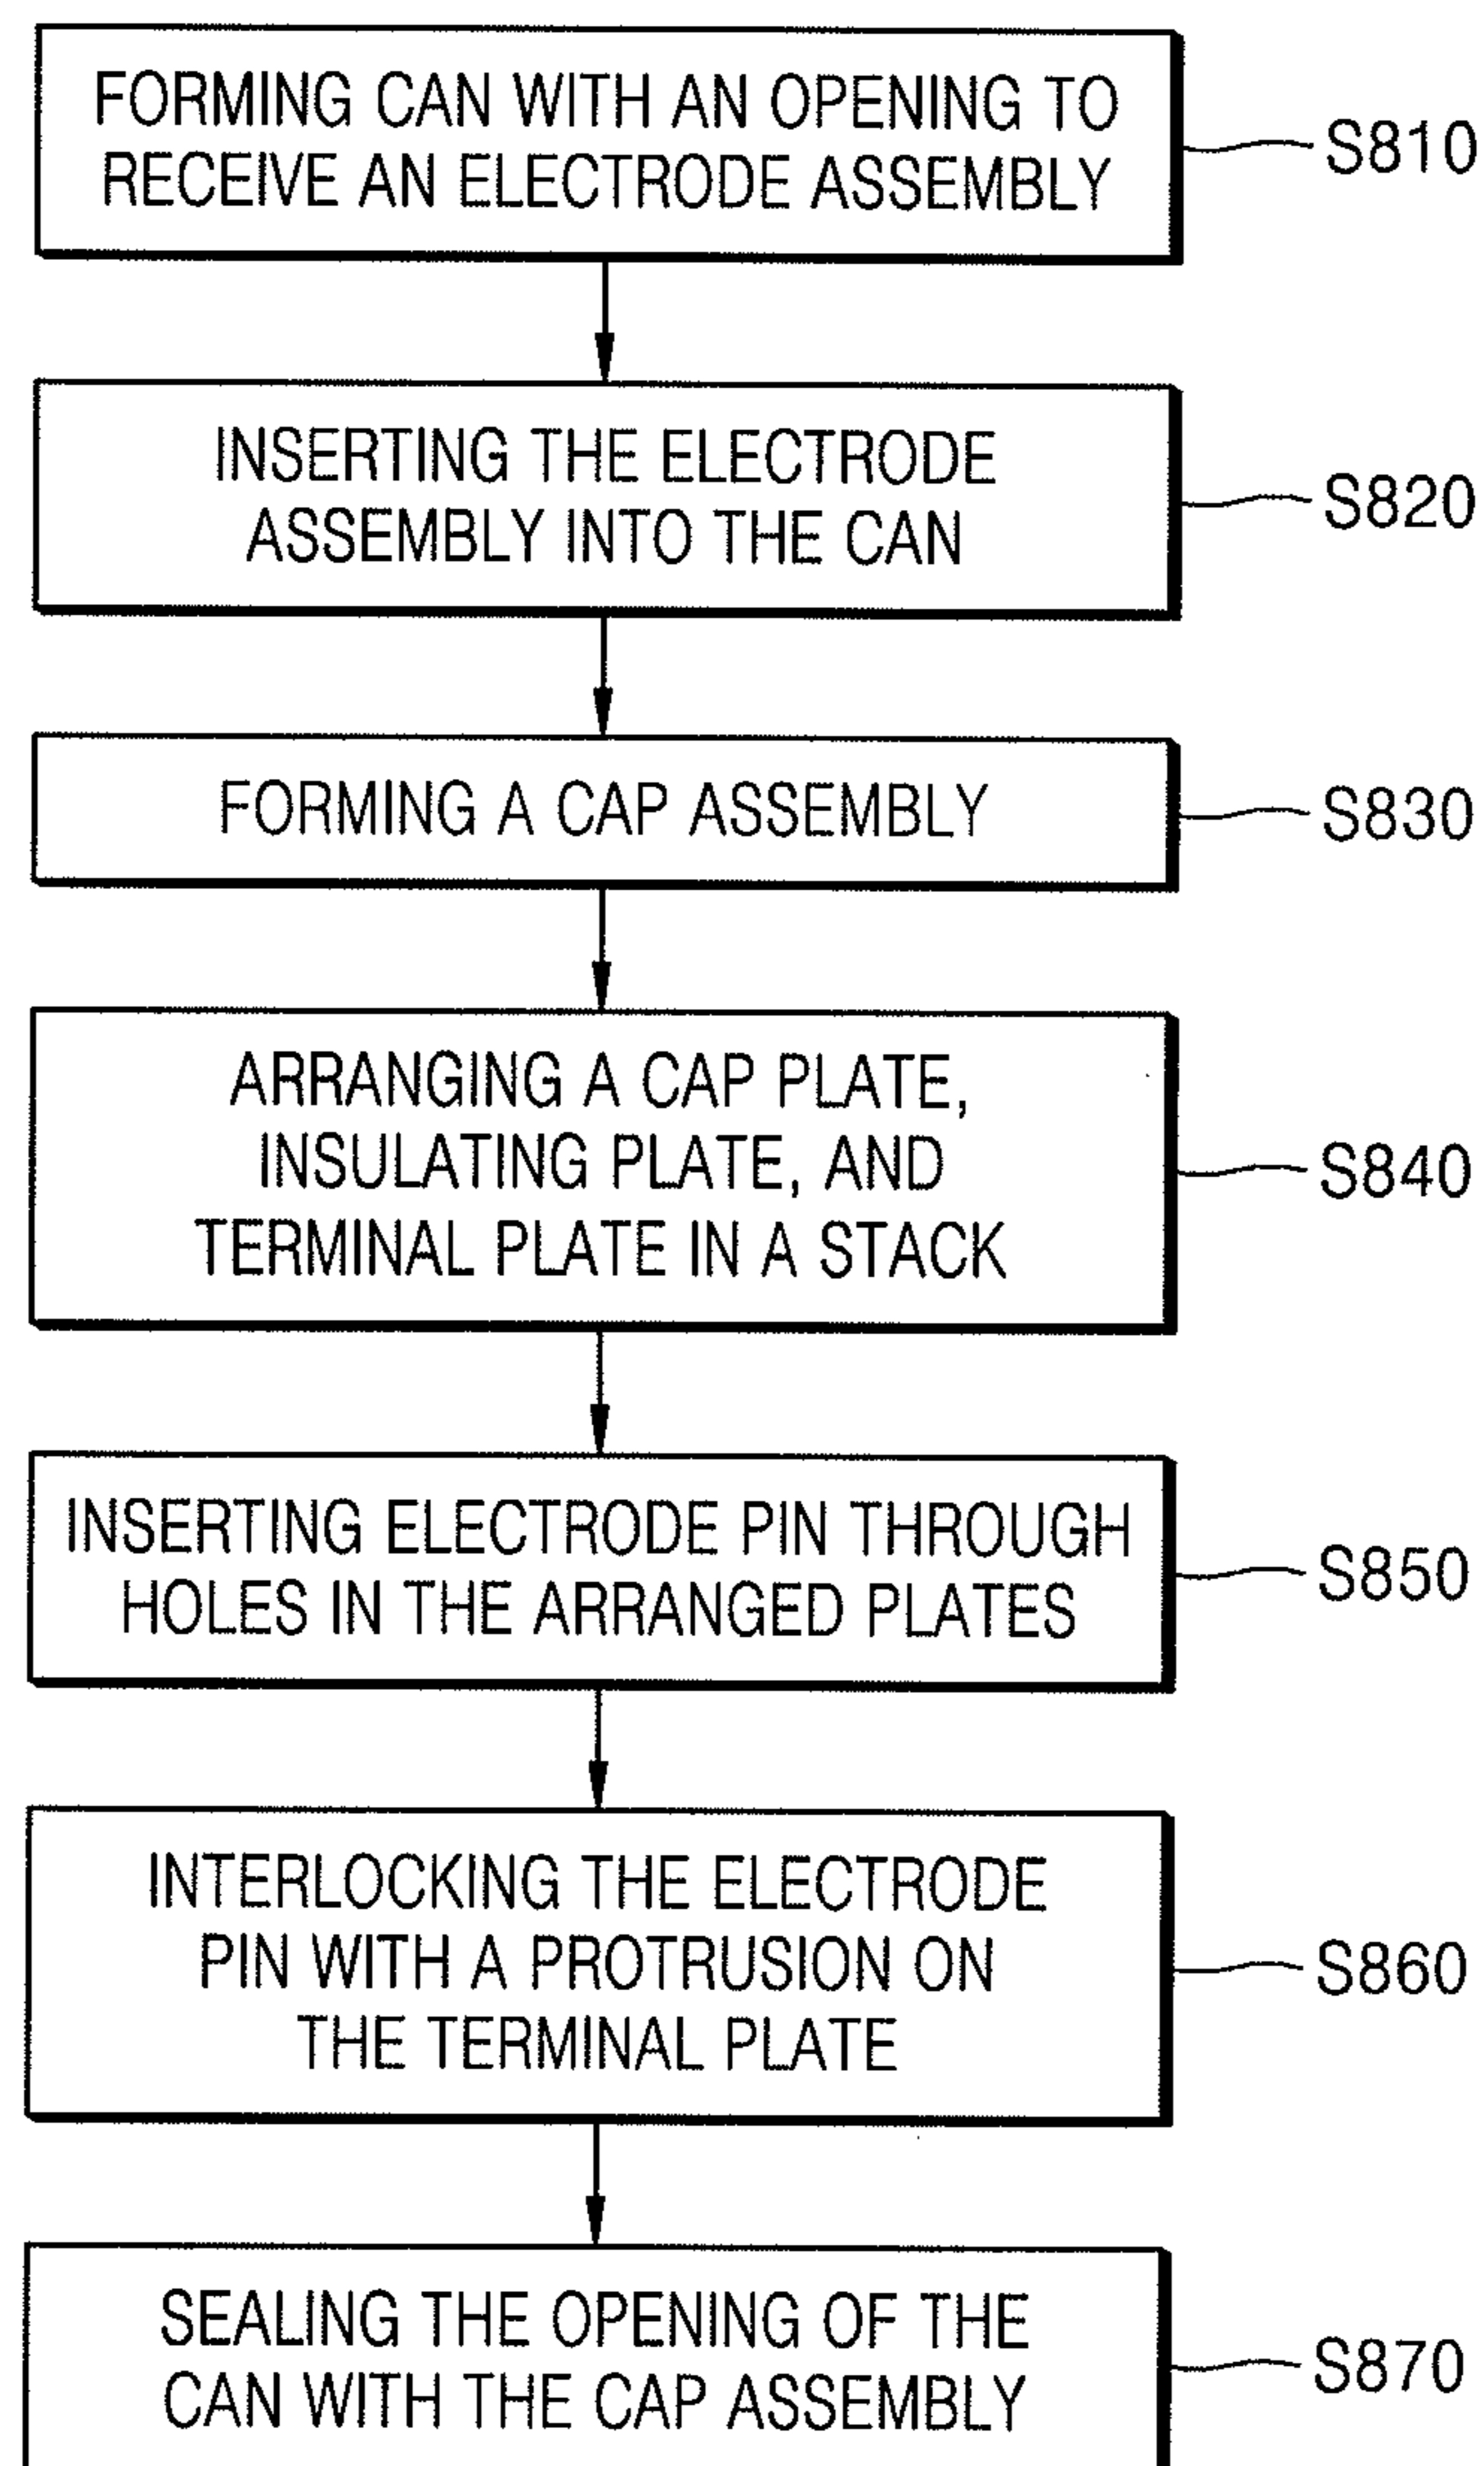 FORMING CAN WITH AN OPENING TO
RECEIVE AN ELECTRODE ASSEMBLY
S810
INSERTING THE ELECTRODE
ASSEMBLY INTO THE CAN
S820
FORMING A CAP ASSEMBLY
S830
ARRANGING A CAP PLATE,
INSULATING PLATE, AND
TERMINAL PLATE IN A STACK
S840
INSERTING ELECTRODE PIN THROUGH
HOLES IN THE ARRANGED PLATES
S850
INTERLOCKING THE ELECTRODE
PIN WITH A PROTRUSION ON
THE TERMINAL PLATE
S860
SEALING THE OPENING OF THE
CAN WITH THE CAP ASSEMBLY
S870